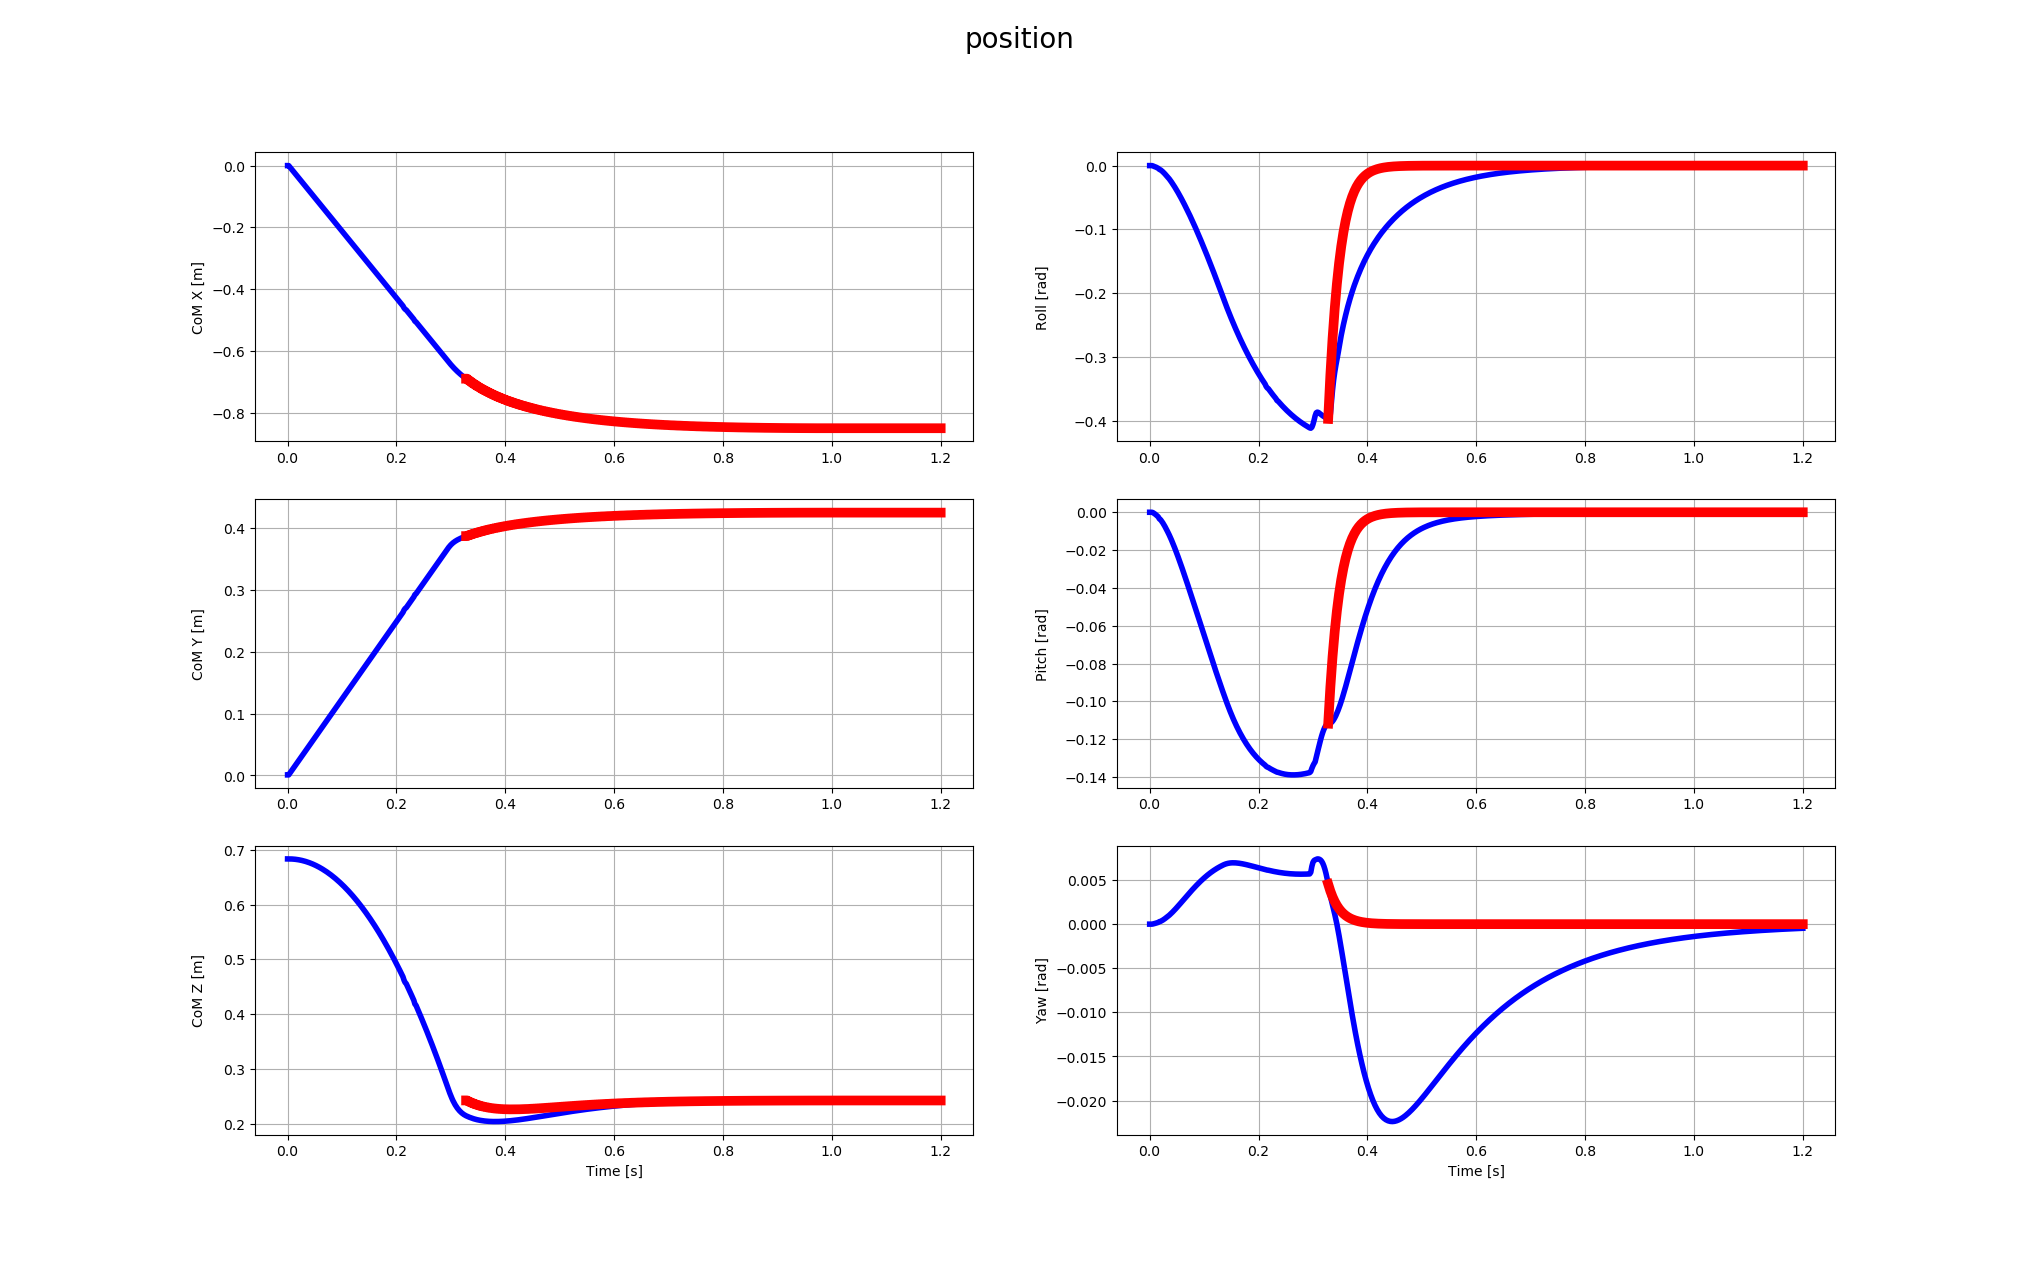 position
CoM X [m]
0.0
−0.2
−0.4
−0.6
−0.8
0.0 0.2 0.4 0.6 0.8 1.0 1.2
Roll [rad]
0.0
−0.1
−0.2
−0.3
−0.4
0.0 0.2 0.4 0.6 0.8 1.0 1.2
CoM Y [m]
0.4
0.3
0.2
0.1
0.0
0.0 0.2 0.4 0.6 0.8 1.0 1.2
Pitch [rad]
0.00
−0.02
−0.04
−0.06
−0.08
−0.10
−0.12
−0.14
0.0 0.2 0.4 0.6 0.8 1.0 1.2
CoM Z [m]
0.7
0.6
0.5
0.4
0.3
0.2
0.0 0.2 0.4 0.6 0.8 1.0 1.2
Time [s]
Yaw [rad]
0.005
0.000
−0.005
−0.010
−0.015
−0.020
0.0 0.2 0.4 0.6 0.8 1.0 1.2
Time [s]